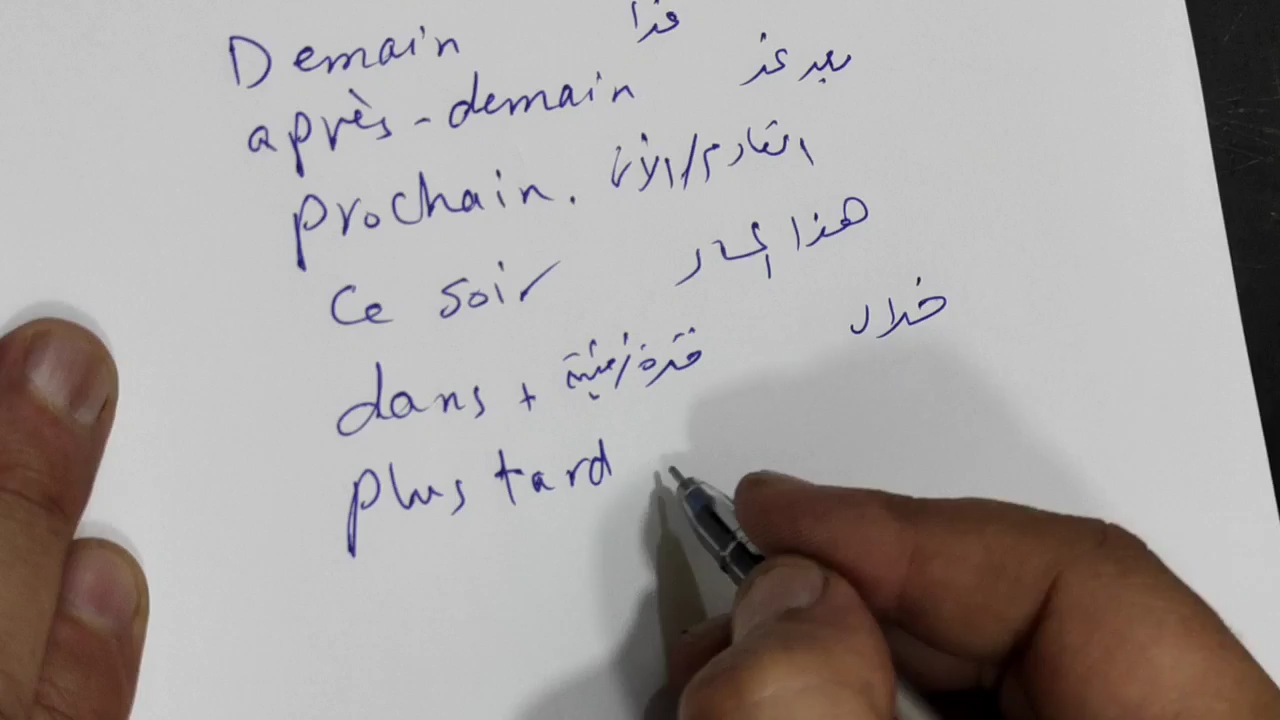 Demain غدا
après-demain بعد غد
prochain. القادم/الآتي
Ce soir هذا المساء
dans + فترة زمنية خلال
plus tard